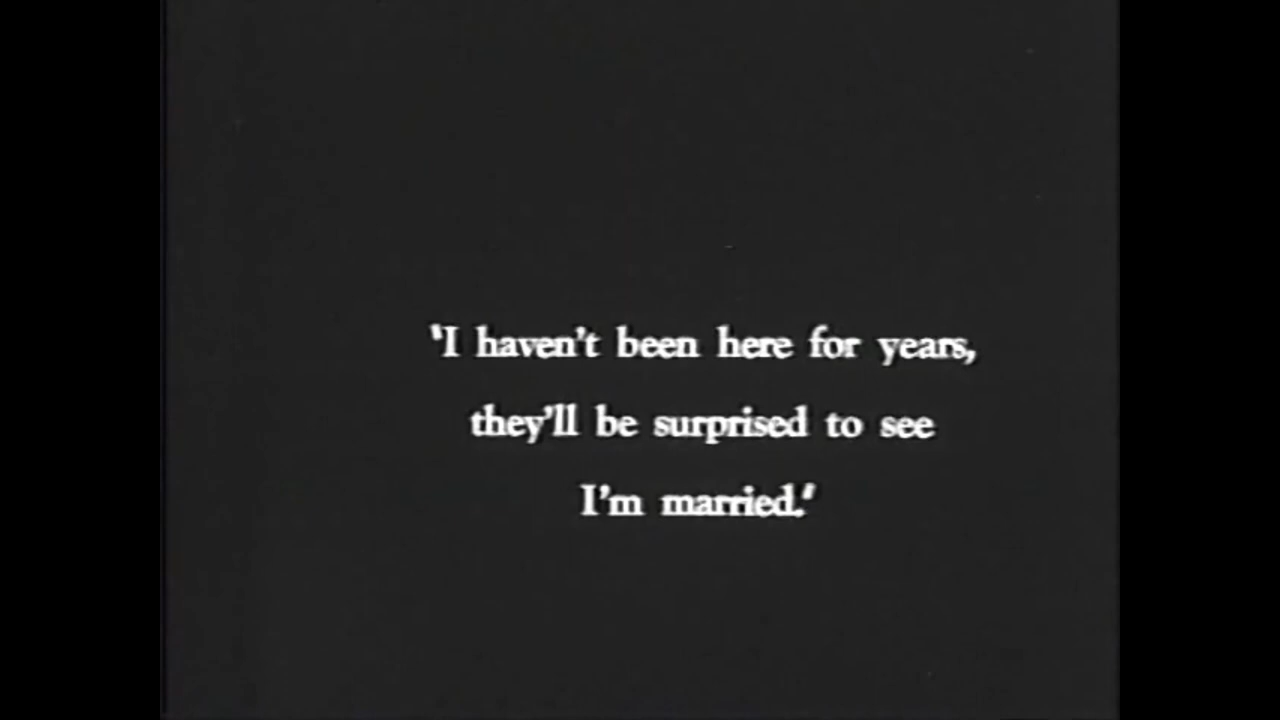 'I haven't been here for years,
they'll be surprised to see
I'm married.'